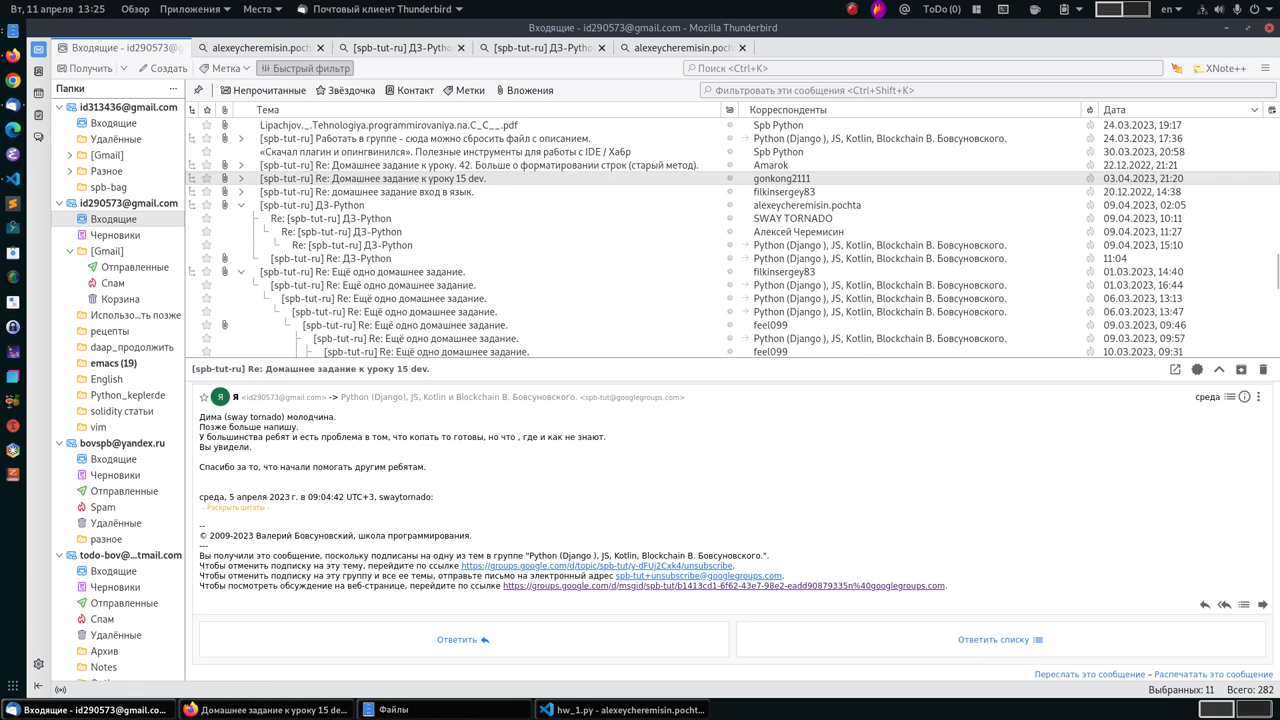 Вт, 11 апреля 13:25 Обзор Приложения Места Почтовый клиент Thunderbird ToDo(0) en
Входящие - id290573@gmail.com - Mozilla Thunderbird
Входящие - id290573@g alexeycheremisin.pocht [spb-tut-ru] ДЗ-Pytho [spb-tut-ru] ДЗ-Pytho alexeycheremisin.pocht
Получить Создать Метка Быстрый фильтр Поиск <Ctrl+K> XNote++
Папки ...
id313436@gmail.com
Входящие
Удалённые
[Gmail]
Разное
spb-bag
id290573@gmail.com
Входящие
Черновики
[Gmail]
Отправленные
Спам
Корзина
Использо...ть позже
рецепты
daap_продолжить
emacs (19)
English
Python_keplerde
solidity статьи
vim
bovspb@yandex.ru
Входящие
Черновики
Отправленные
Spam
Удалённые
разное
todo-bov@...tmail.com
Входящие
Черновики
Отправленные
Спам
Удалённые
Архив
Notes
Непрочитанные Звёздочка Контакт Метки Вложения Фильтровать эти сообщения <Ctrl+Shift+K>
Тема Корреспонденты Дата
Lipachjov._.Tehnologiya.programmirovaniya.na.C_C__.pdf Spb Python 24.03.2023, 19:17
[spb-tut-ru] Работать в группе - сюда можно сбросить файл с описанием. Python (Django ), JS, Kotlin, Blockchain В. Бовсуновского. 24.03.2023, 17:36
«Скачал плагин и опингвинился». Полезные инструменты для работы с IDE / Хабр Spb Python 30.03.2023, 20:58
[spb-tut-ru] Re: Домашнее задание к уроку. 42. Больше о форматировании строк (старый метод). Amarok 22.12.2022, 21:21
[spb-tut-ru] Re: Домашнее задание к уроку 15 dev. gonkong2111 03.04.2023, 21:20
[spb-tut-ru] Re: домашнее задание вход в язык. filkinsergey83 20.12.2022, 14:38
[spb-tut-ru] ДЗ-Python alexeycheremisin.pochta 09.04.2023, 02:05
Re: [spb-tut-ru] ДЗ-Python SWAY TORNADO 09.04.2023, 10:11
Re: [spb-tut-ru] ДЗ-Python Алексей Черемисин 09.04.2023, 11:27
Re: [spb-tut-ru] ДЗ-Python Python (Django ), JS, Kotlin, Blockchain В. Бовсуновского. 09.04.2023, 15:10
[spb-tut-ru] Re: ДЗ-Python Python (Django ), JS, Kotlin, Blockchain В. Бовсуновского. 11:04
[spb-tut-ru] Re: Ещё одно домашнее задание. filkinsergey83 01.03.2023, 14:40
[spb-tut-ru] Re: Ещё одно домашнее задание. Python (Django ), JS, Kotlin, Blockchain В. Бовсуновского. 01.03.2023, 16:44
[spb-tut-ru] Re: Ещё одно домашнее задание. Python (Django ), JS, Kotlin, Blockchain В. Бовсуновского. 06.03.2023, 13:13
[spb-tut-ru] Re: Ещё одно домашнее задание. Python (Django ), JS, Kotlin, Blockchain В. Бовсуновского. 06.03.2023, 13:47
[spb-tut-ru] Re: Ещё одно домашнее задание. feel099 09.03.2023, 09:46
[spb-tut-ru] Re: Ещё одно домашнее задание. Python (Django ), JS, Kotlin, Blockchain В. Бовсуновского. 09.03.2023, 09:57
[spb-tut-ru] Re: Ещё одно домашнее задание. feel099 10.03.2023, 09:31
[spb-tut-ru] Re: Домашнее задание к уроку 15 dev.
Я Я <id290573@gmail.com> -> Python (Django), JS, Kotlin и Blockchain В. Бовсуновского. <spb-tut@googlegroups.com> среда
Дима (sway tornado) молодчина.
Позже больше напишу.
У большинства ребят и есть проблема в том, что копать то готовы, но что , где и как не знают.
Вы увидели.
Спасибо за то, что начали помогать другим ребятам.
среда, 5 апреля 2023 г. в 09:04:42 UTC+3, swaytornado:
- Раскрыть цитаты -
--
© 2009-2023 Валерий Бовсуновский, школа программирования.
---
Вы получили это сообщение, поскольку подписаны на одну из тем в группе "Python (Django ), JS, Kotlin, Blockchain В. Бовсуновского.".
Чтобы отменить подписку на эту тему, перейдите по ссылке https://groups.google.com/d/topic/spb-tut/y-dFUj2Cxk4/unsubscribe.
Чтобы отменить подписку на эту группу и все ее темы, отправьте письмо на электронный адрес spb-tut+unsubscribe@googlegroups.com.
Чтобы посмотреть обсуждение на веб-странице, перейдите по ссылке https://groups.google.com/d/msgid/spb-tut/b1413cd1-6f62-43e7-98e2-eadd90879335n%40googlegroups.com.
Ответить Ответить списку
Переслать это сообщение - Распечатать это сообщение
Выбранных: 11 Всего: 282
Входящие - id290573@gmail.co... Домашнее задание к уроку 15 de... Файлы hw_1.py - alexeycheremisin.pocht...